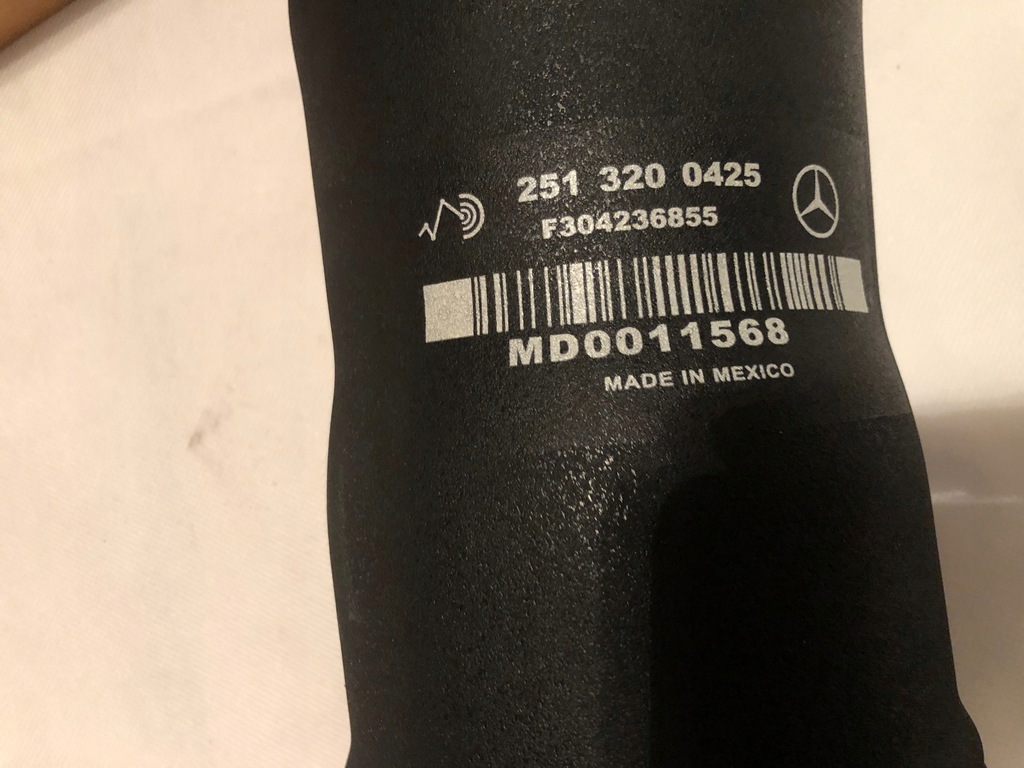 251 320 0425
F304236855
MD0011568
MADE IN MEXICO